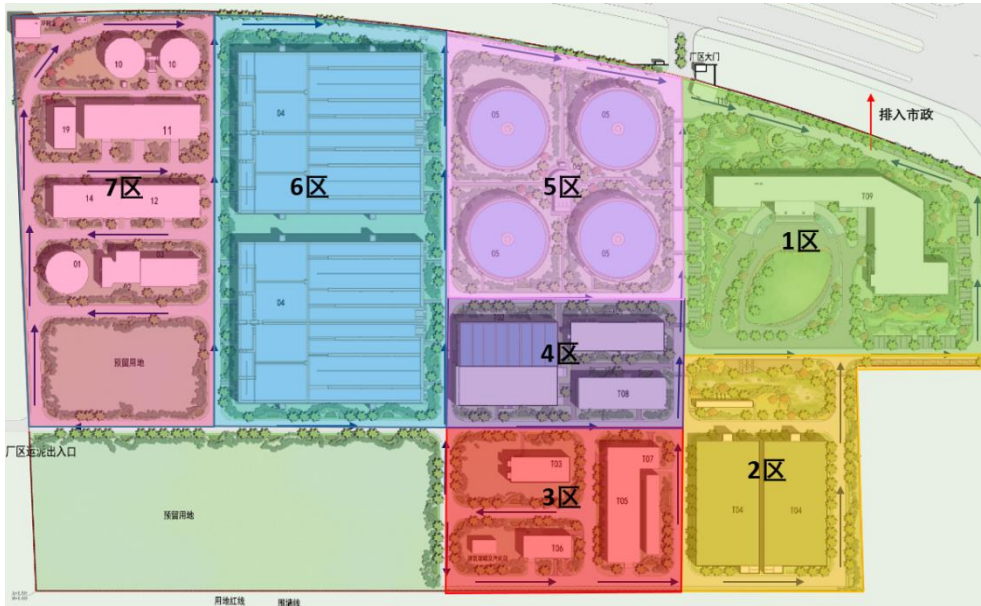 厂区大门
10
10
04
05
05
排入市政
19
11
7区
6区
5区
14
12
T09
1区
01
03
04
05
05
预留用地
T02
4区
T08
厂区运泥出入口
T03
T07
3区
2区
预留用地
T05
T04
T04
T06
用地红线
围墙线